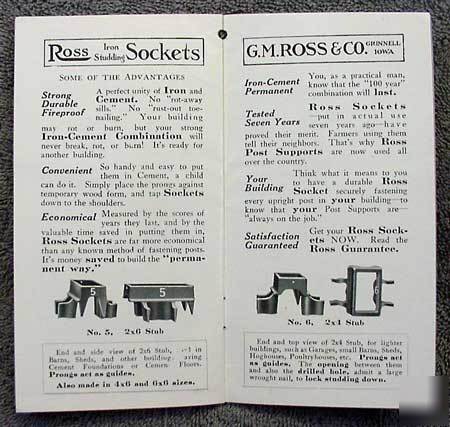 Ross Iron Studding Sockets
SOME OF THE ADVANTAGES
Strong
Durable
Fireproof
A perfect unity of Iron and
Cement. No "rot-away
sills." No "rust-out toe-
nailing." Your building
may rot or burn, but your strong
Iron-Cement Combination will
never break, rot, or burn! It's ready for
another building.
Convenient So handy and easy to put
them in Cement, a child
can do it. Simply place the prongs against
temporary wood form, and tap Sockets
down to the shoulders.
Economical Measured by the scores of
years they last, and by the
valuable time saved in putting them in,
Ross Sockets are far more economical
than any known method of fastening posts.
It's money saved to build the "perma-
nent way."
5
5
No. 5, 2x6 Stub
End and side view of 2x6 Stub, in
Barns, Sheds, and other building aving
Cement Foundations or Cemen Floors.
Prongs act as guides.
Also made in 4x6 and 6x6 sizes.
G.M. ROSS & CO. GRINNELL IOWA
Iron-Cement
Permanent
You, as a practical man,
know that the "100 year"
combination will last.
Tested
Seven Years
Ross Sockets
—put in actual use
seven years ago—have
proved their merit. Farmers using them
tell their neighbors. That's why Ross
Post Supports are now used all
over the country.
Your
Building
Think what it means to you
to have a durable Ross
Socket securely fastening
every upright post in your building—to
know that your Post Supports are—
"always on the job."
Satisfaction
Guaranteed
Get your Ross Sock-
ets NOW. Read the
Ross Guarantee.
6
No. 6, 2x4 Stub
End and top view of 2x4 Stub, for lighter
buildings, such as Garages, small Barns, Sheds,
Hoghouses, Poultryhouses, etc. Prongs act
as guides. The opening between them
and also the drilled hole, admit a large
wrought nail, to lock studding down.